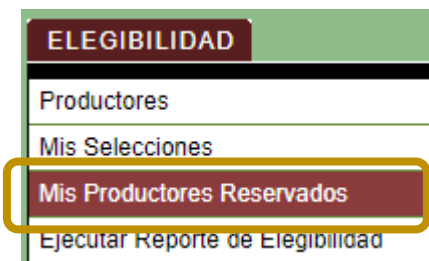 ELEGIBILIDAD
Productores
Mis Selecciones
Mis Productores Reservados
Ejecutar Reporte de Elegibilidad